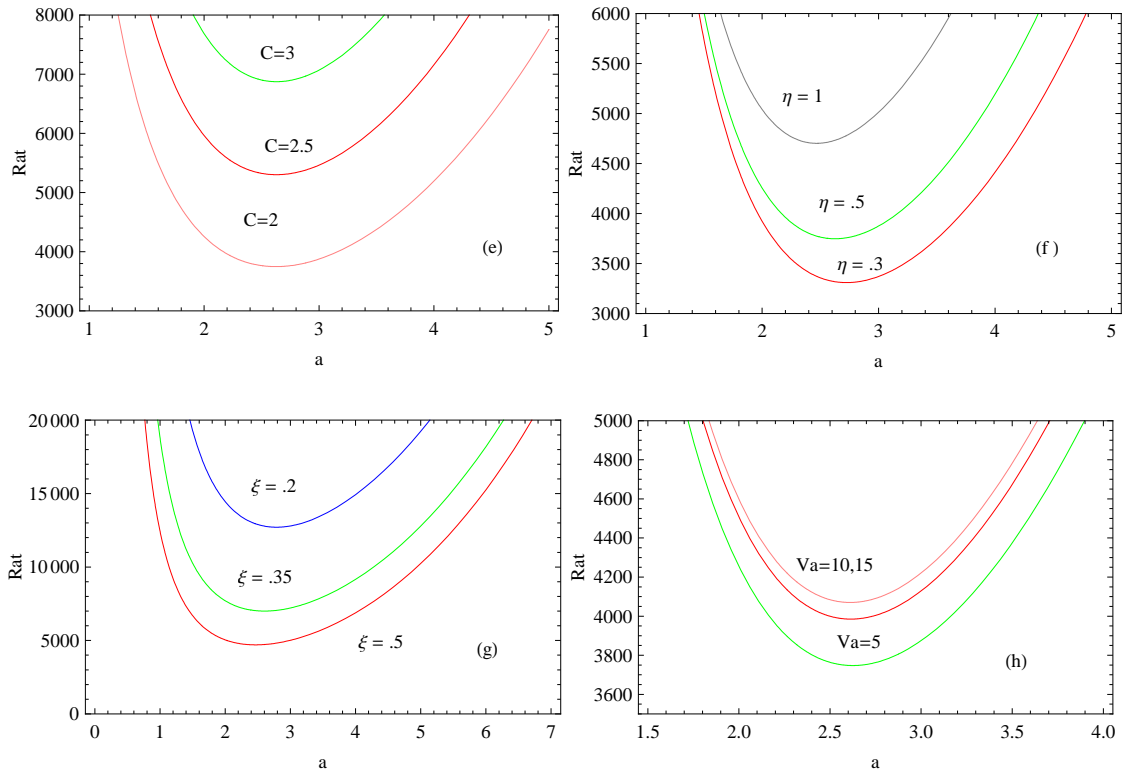 8000
7000
6000
5000
4000
3000
Rat
C=3
C=2.5
C=2
(e)
1 2 3 4 5
a
6000
5500
5000
4500
4000
3500
3000
Rat
η = 1
η = .5
η = .3
(f )
1 2 3 4 5
a
20 000
15 000
10 000
5000
0
Rat
ξ = .2
ξ = .35
ξ = .5
(g)
0 1 2 3 4 5 6 7
a
5000
4800
4600
4400
4200
4000
3800
3600
Rat
Va=10,15
Va=5
(h)
1.5 2.0 2.5 3.0 3.5 4.0
a